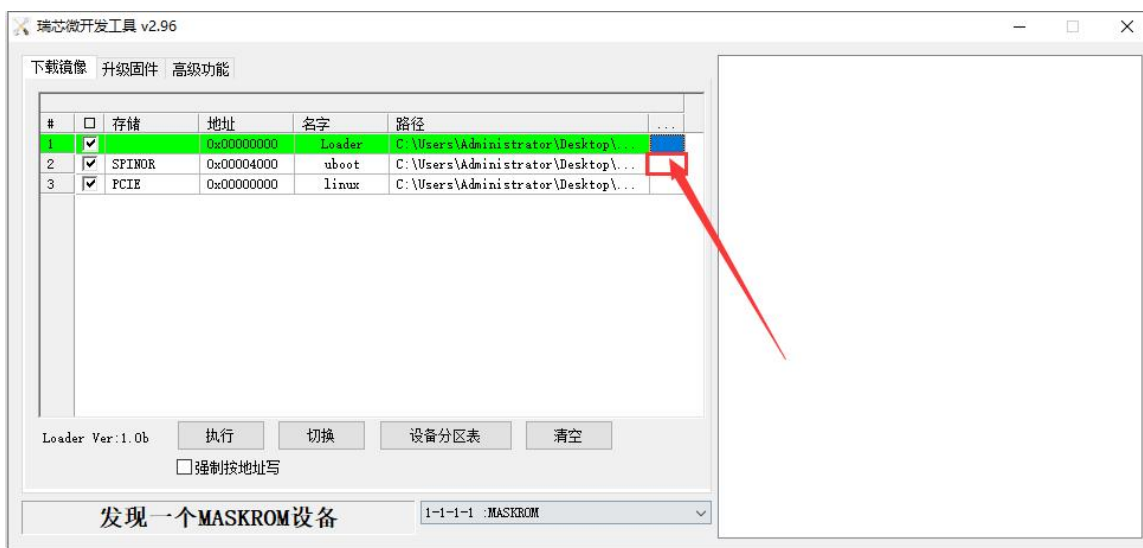 瑞芯微开发工具 v2.96
下载镜像 升级固件 高级功能
# 存储 地址 名字 路径 ...
1 0x00000000 Loader C:\Users\Administrator\Desktop\...
2 SPINOR 0x00004000 uboot C:\Users\Administrator\Desktop\...
3 PCIE 0x00000000 linux C:\Users\Administrator\Desktop\...
Loader Ver:1.0b 执行 切换 设备分区表 清空
强制按地址写
发现一个MASKROM设备 1-1-1-1 :MASKROM